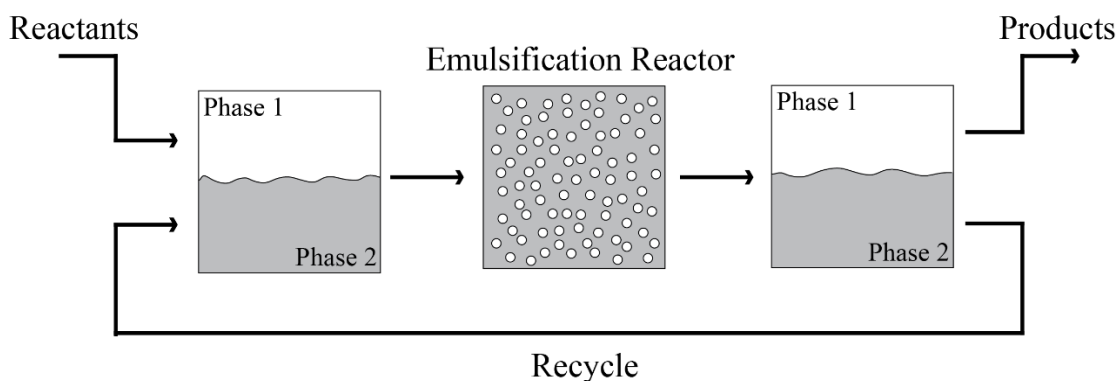 Reactants
Products
Emulsification Reactor
Phase 1
Phase 2
Phase 1
Phase 2
Recycle